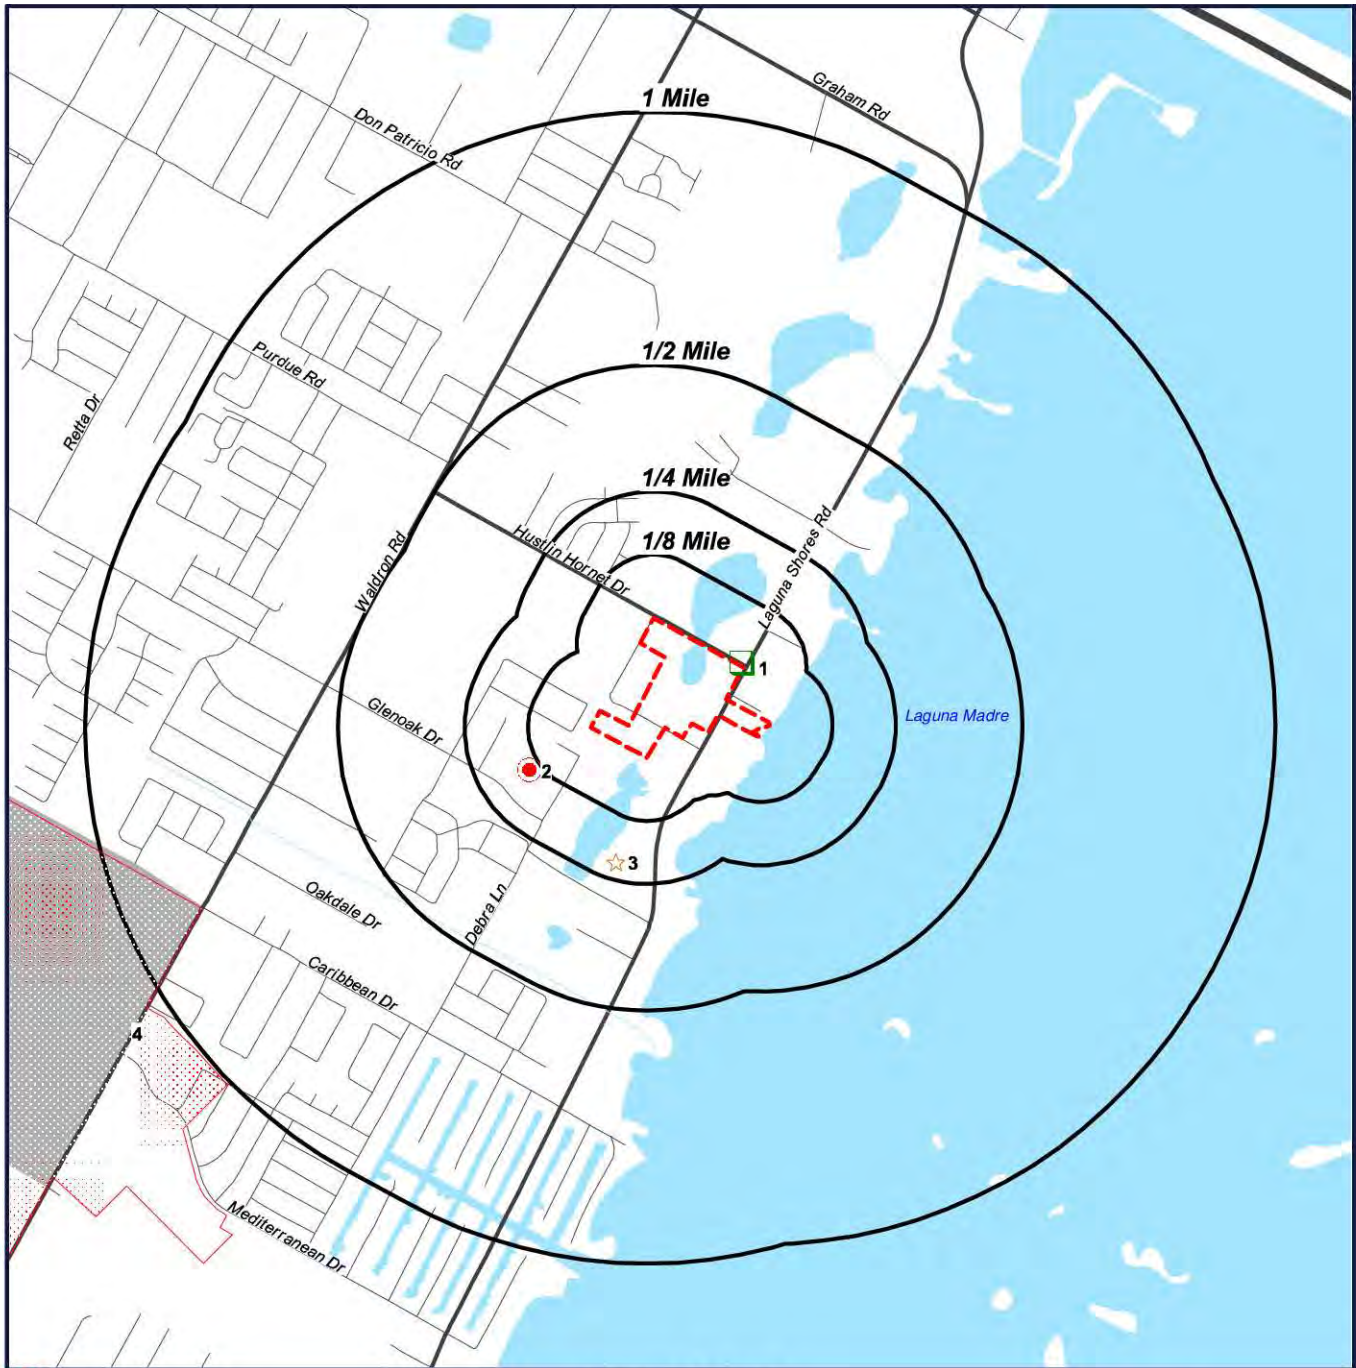 1 Mile
Graham Rd
Don Patricio Rd
1/2 Mile
Purdue Rd
Retta Dr
1/4 Mile
1/8 Mile
Hustlin Hornet Dr
Laguna Shores Rd
Waldron Rd
1
Glenoak Dr
Laguna Madre
2
3
Oakdale Dr
Debra Ln
Caribbean Dr
4
Mediterranean Dr